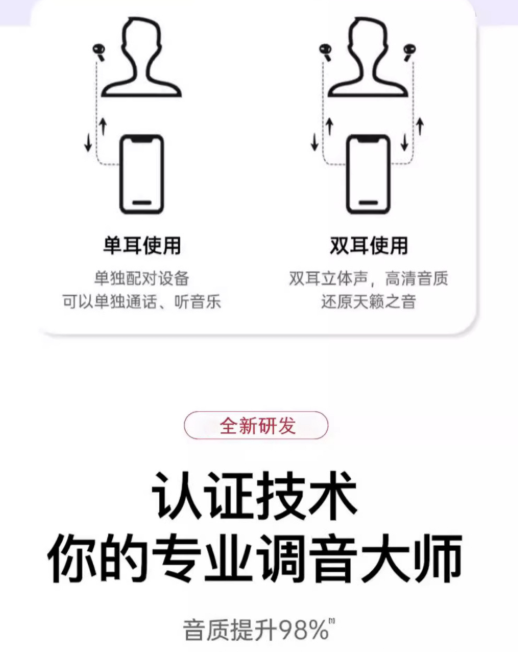 单耳使用
单独配对设备
可以单独通话、听音乐
双耳使用
双耳立体声，高清音质
还原天籁之音
全新研发
认证技术
你的专业调音大师
音质提升98%